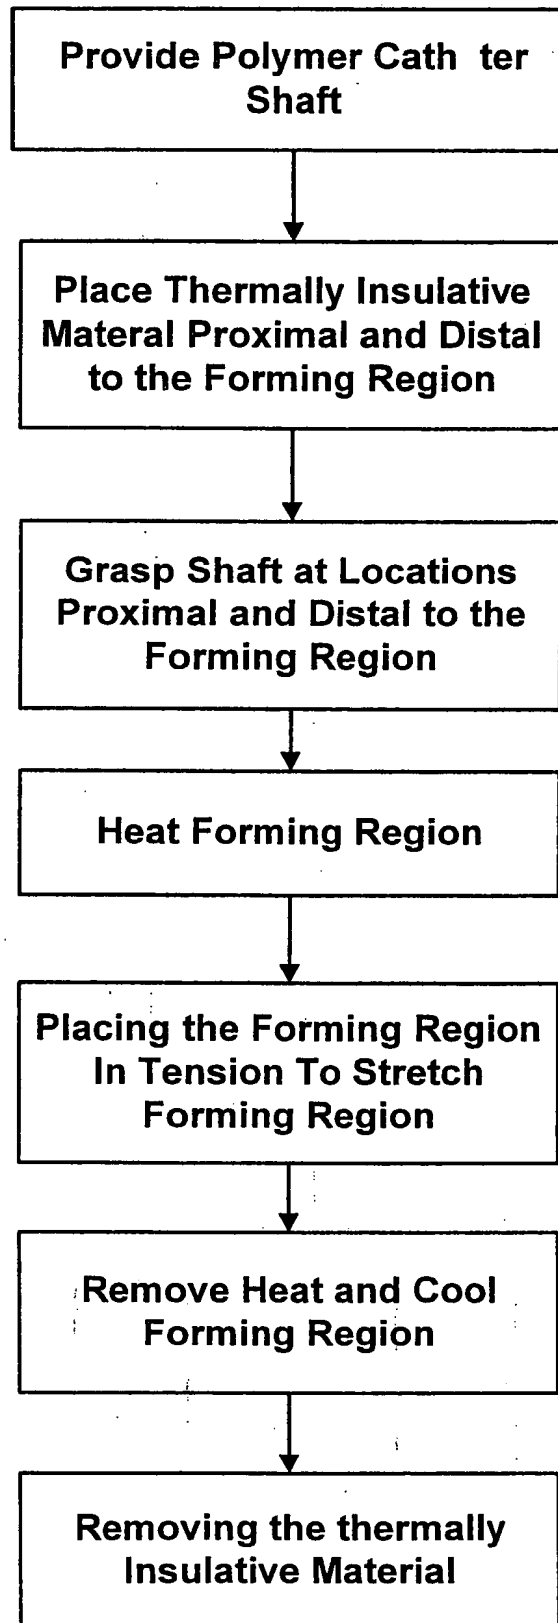 Provide Polymer Cath ter
Shaft
Place Thermally Insulative
Materal Proximal and Distal
to the Forming Region
Grasp Shaft at Locations
Proximal and Distal to the
Forming Region
Heat Forming Region
Placing the Forming Region
In Tension To Stretch
Forming Region
Remove Heat and Cool
Forming Region
Removing the thermally
Insulative Material